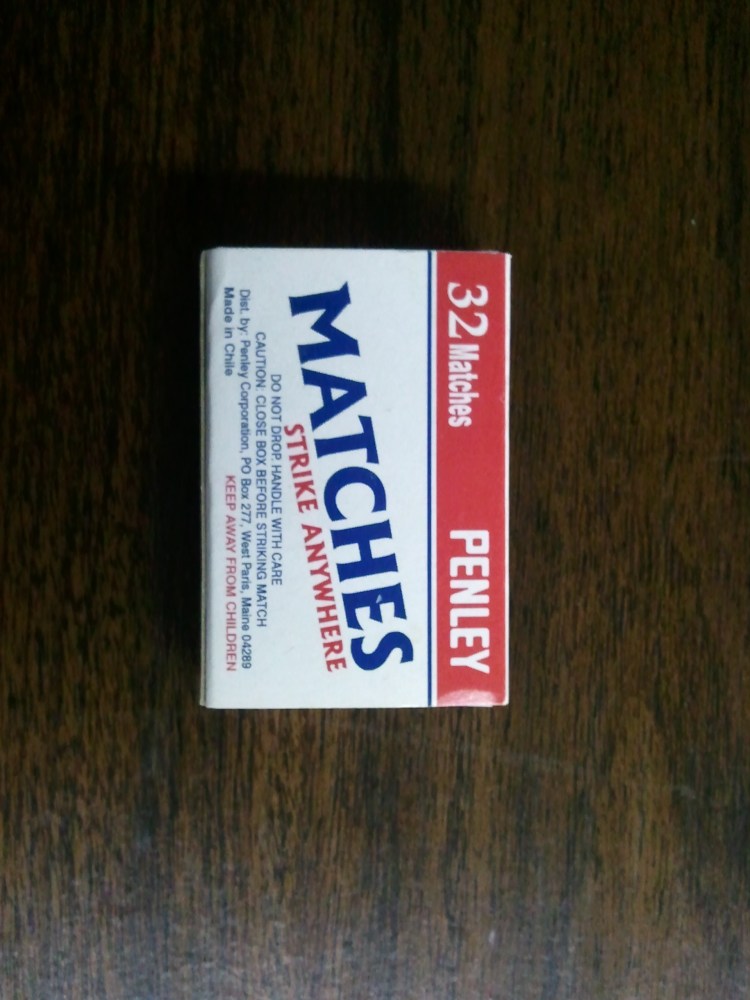 32 Matches PENLEY
MATCHES
STRIKE ANYWHERE
DO NOT DROP. HANDLE WITH CARE
CAUTION: CLOSE BOX BEFORE STRIKING MATCH
Dist. by: Penley Corporation, PO Box 277, West Paris, Maine 04289
Made in Chile KEEP AWAY FROM CHILDREN